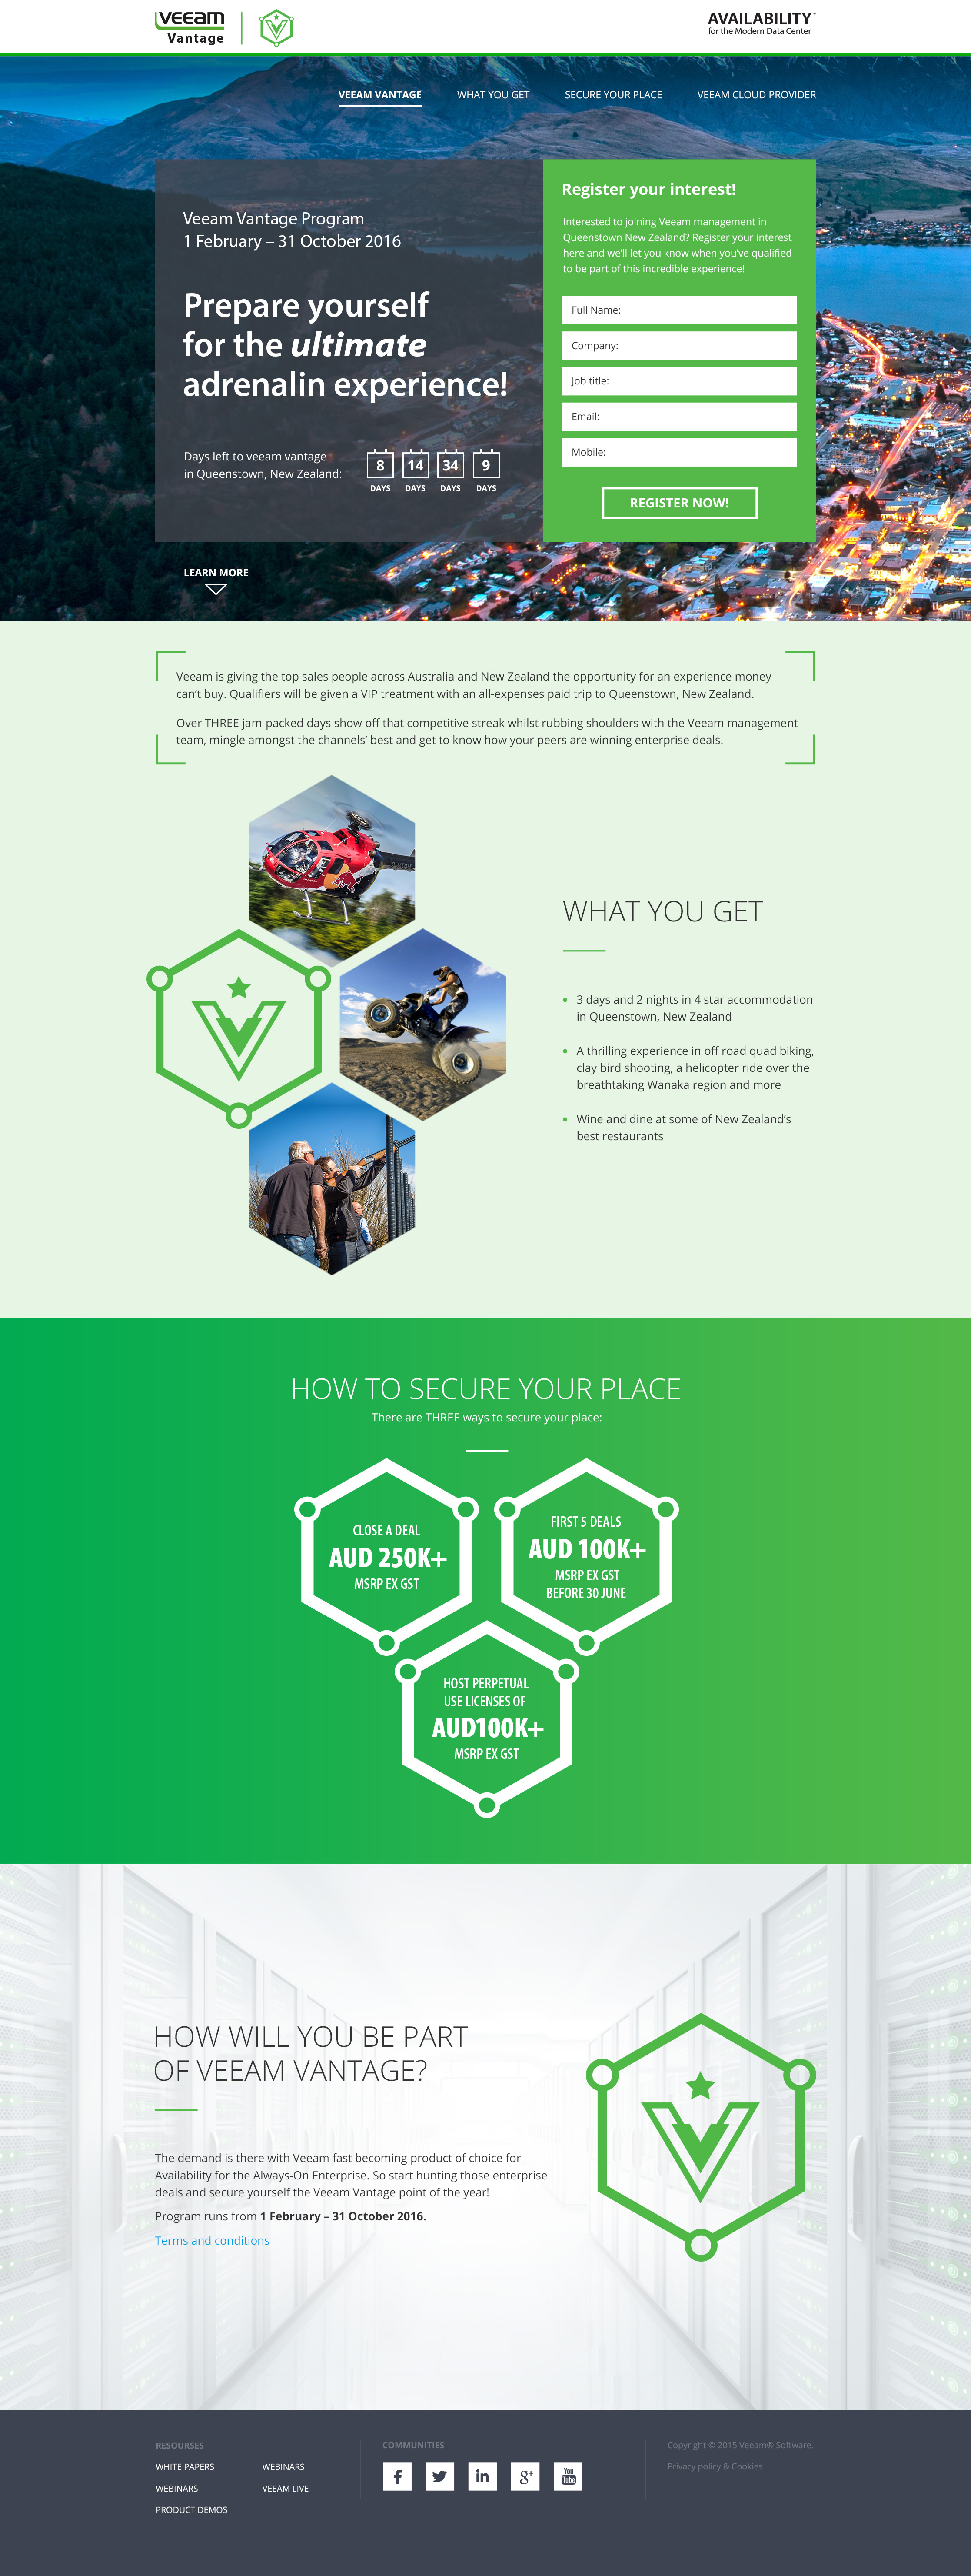 veeam
Vantage
AVAILABILITY™
for the Modern Data Center
VEEAM VANTAGE
WHAT YOU GET
SECURE YOUR PLACE
VEEAM CLOUD PROVIDER
Veeam Vantage Program
1 February – 31 October 2016
Prepare yourself
for the ultimate
adrenalin experience!
Days left to veeam vantage
in Queenstown, New Zealand:
8 14 34 9
DAYS DAYS DAYS DAYS
LEARN MORE
Register your interest!
Interested to joining Veeam management in
Queenstown New Zealand? Register your interest
here and we'll let you know when you've qualified
to be part of this incredible experience!
Full Name:
Company:
Job title:
Email:
Mobile:
REGISTER NOW!
Veeam is giving the top sales people across Australia and New Zealand the opportunity for an experience money
can't buy. Qualifiers will be given a VIP treatment with an all-expenses paid trip to Queenstown, New Zealand.
Over THREE jam-packed days show off that competitive streak whilst rubbing shoulders with the Veeam management
team, mingle amongst the channels' best and get to know how your peers are winning enterprise deals.
WHAT YOU GET
• 3 days and 2 nights in 4 star accommodation
in Queenstown, New Zealand
• A thrilling experience in off road quad biking,
clay bird shooting, a helicopter ride over the
breathtaking Wanaka region and more
• Wine and dine at some of New Zealand's
best restaurants
HOW TO SECURE YOUR PLACE
There are THREE ways to secure your place:
CLOSE A DEAL
AUD 250K+
MSRP EX GST
FIRST 5 DEALS
AUD 100K+
MSRP EX GST
BEFORE 30 JUNE
HOST PERPETUAL
USE LICENSES OF
AUD100K+
MSRP EX GST
HOW WILL YOU BE PART
OF VEEAM VANTAGE?
The demand is there with Veeam fast becoming product of choice for
Availability for the Always-On Enterprise. So start hunting those enterprise
deals and secure yourself the Veeam Vantage point of the year!
Program runs from 1 February – 31 October 2016.
Terms and conditions
RESOURSES
WHITE PAPERS
WEBINARS
PRODUCT DEMOS
WEBINARS
VEEAM LIVE
COMMUNITIES
f
in
g+
You Tube
Copyright © 2015 Veeam® Software.
Privacy policy & Cookies